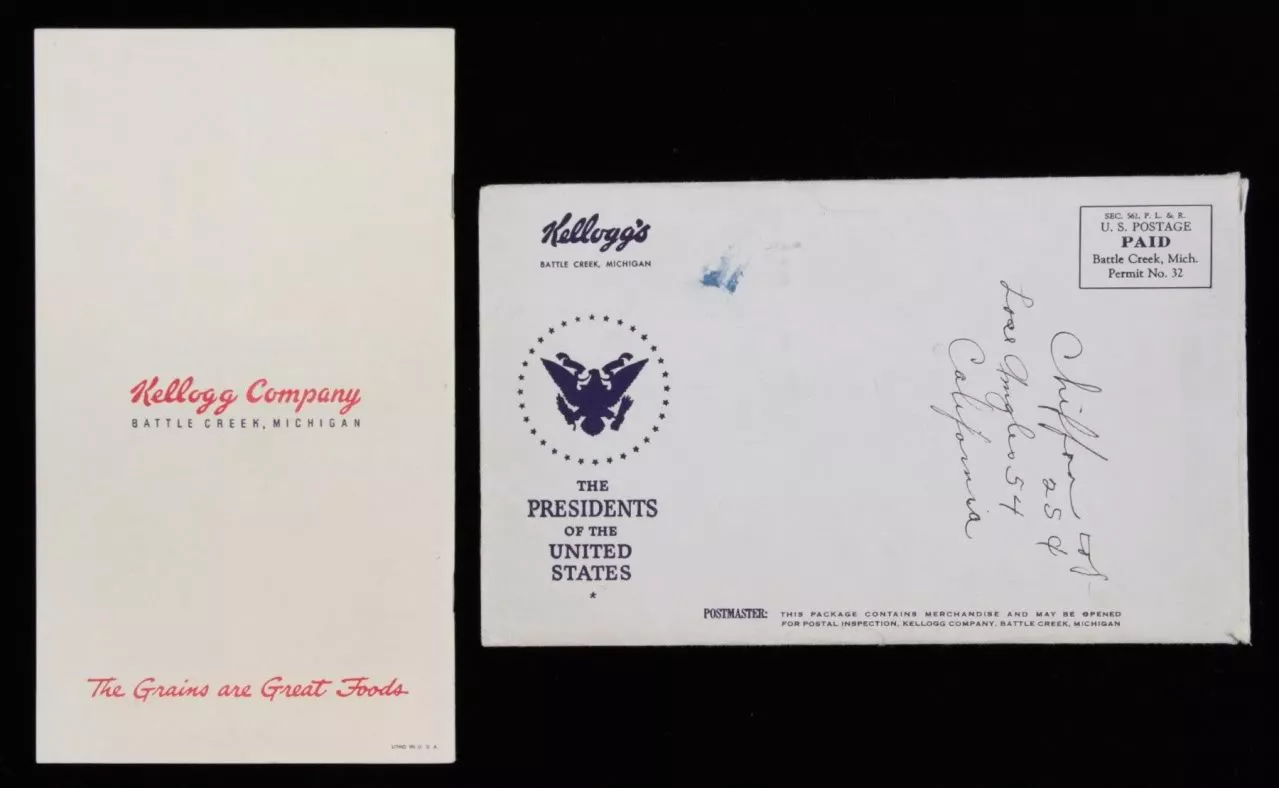 Kellogg Company
BATTLE CREEK, MICHIGAN
The Grains are Great Foods
LITHO IN U. S. A.
Kellogg's
BATTLE CREEK, MICHIGAN
THE
PRESIDENTS
OF THE
UNITED
STATES
SEC. 562, P. L. & R.
U. S. POSTAGE
PAID
Battle Creek, Mich.
Permit No. 32
Chiffon
Angles 54
California
POSTMASTER: THIS PACKAGE CONTAINS MERCHANDISE AND MAY BE OPENED
FOR POSTAL INSPECTION, KELLOGG COMPANY, BATTLE CREEK, MICHIGAN